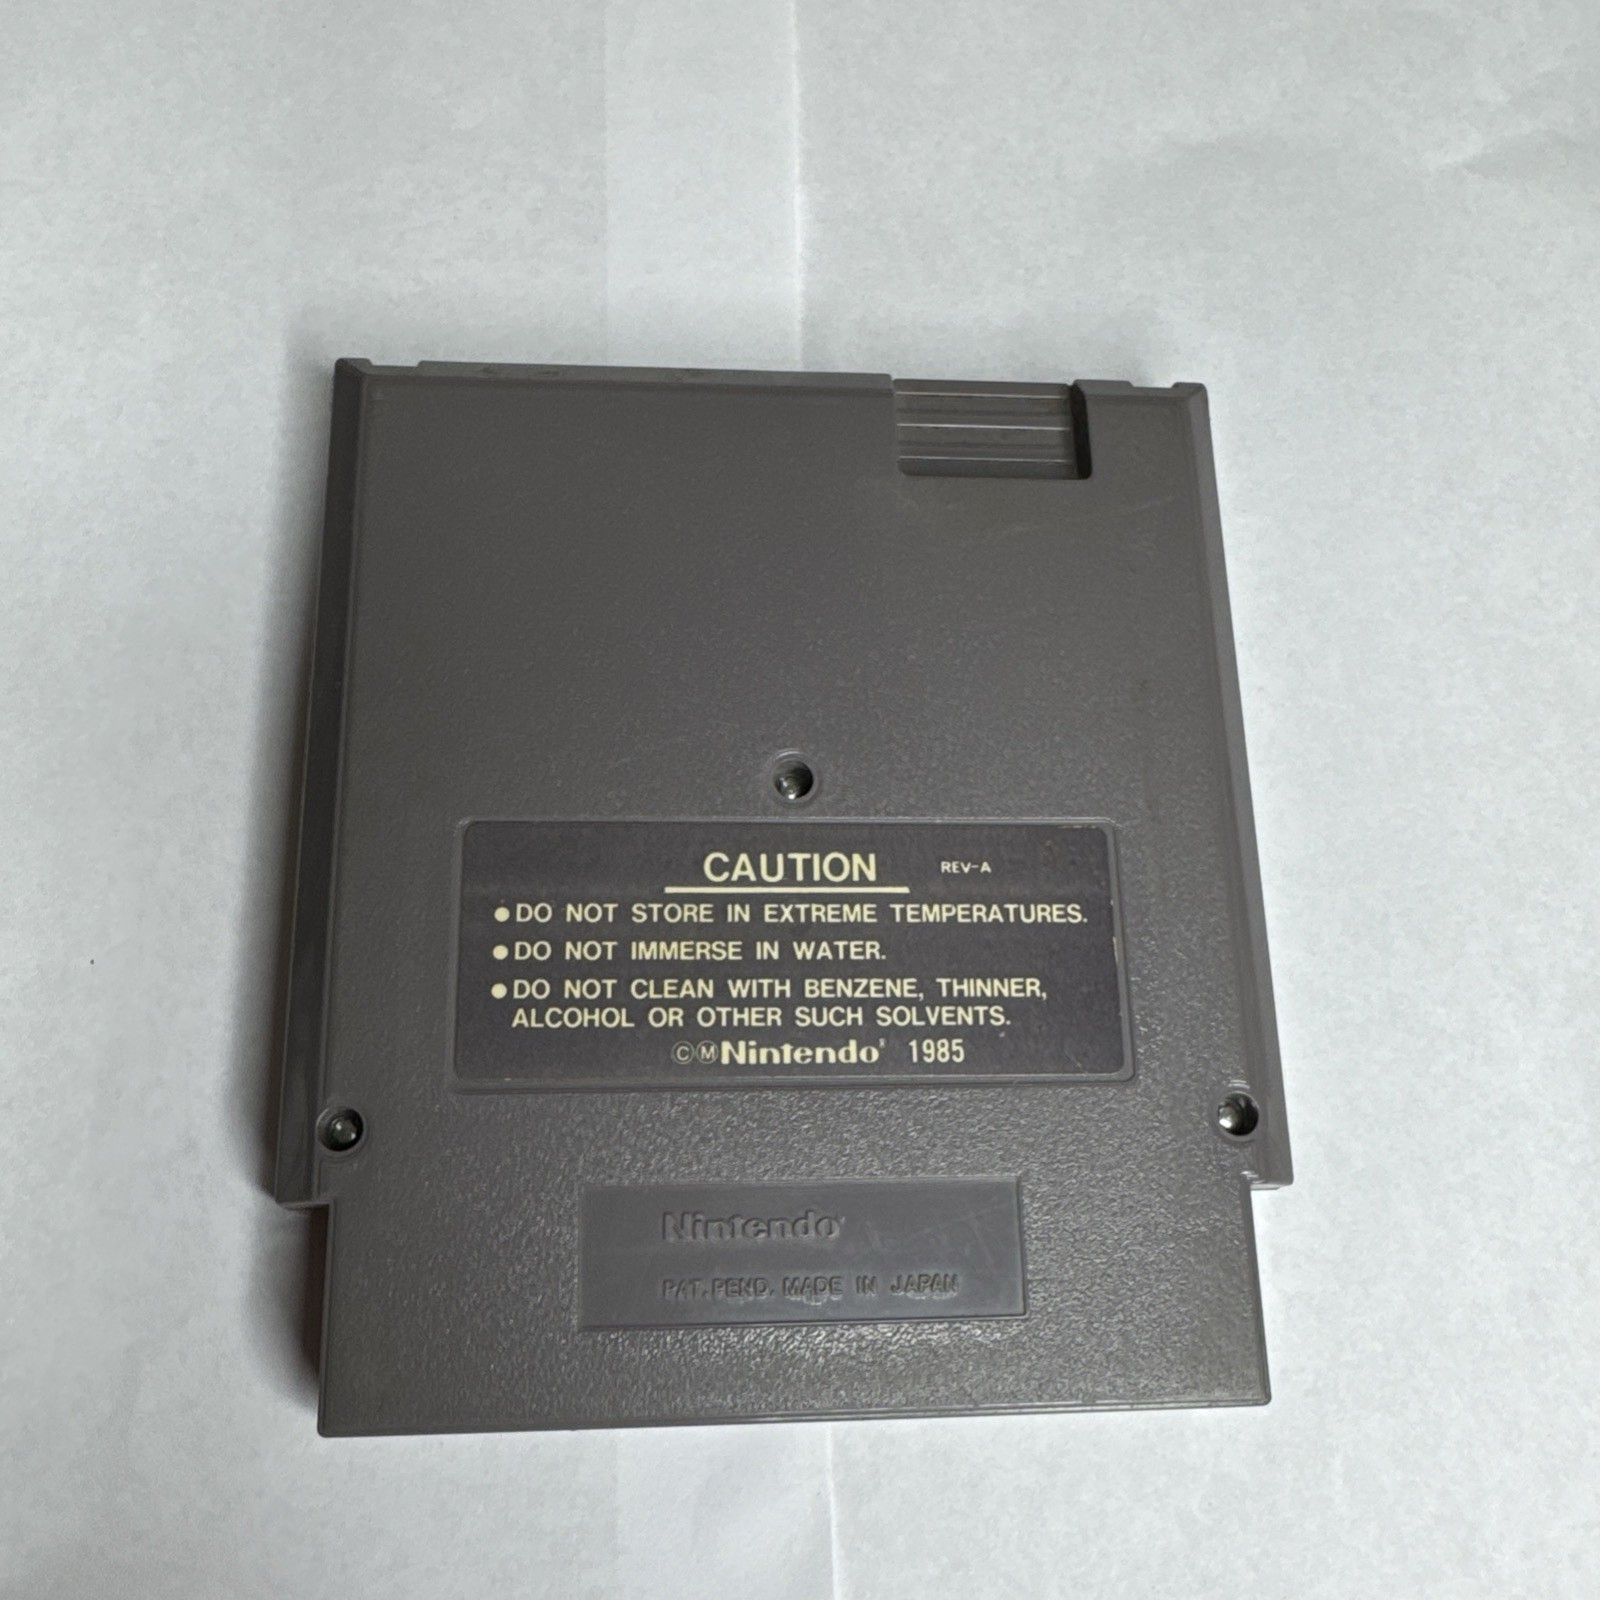 CAUTION REV-A
●DO NOT STORE IN EXTREME TEMPERATURES.
●DO NOT IMMERSE IN WATER.
●DO NOT CLEAN WITH BENZENE, THINNER,
ALCOHOL OR OTHER SUCH SOLVENTS.
©ⓂNintendo® 1985
Nintendo®
PAT. PEND. MADE IN JAPAN